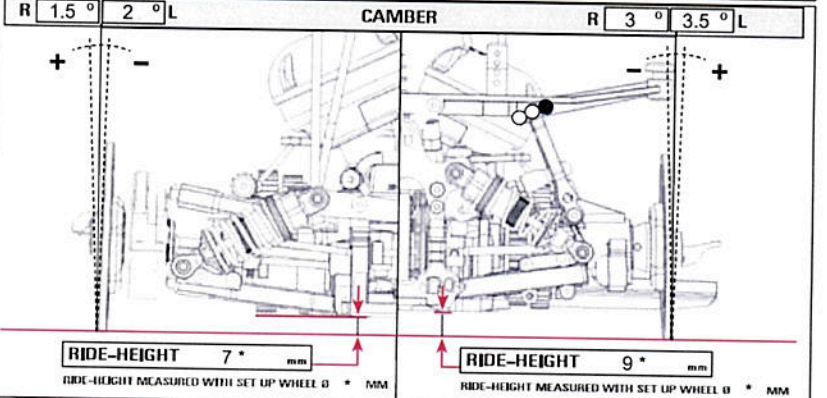 R 1.5 ° 2 ° L CAMBER R 3 ° 3.5 ° L
+ - - +
RIDE-HEIGHT 7 * mm RIDE-HEIGHT 9 * mm
RIDE-HEIGHT MEASURED WITH SET UP WHEEL Ø * MM RIDE-HEIGHT MEASURED WITH SET UP WHEEL Ø * MM